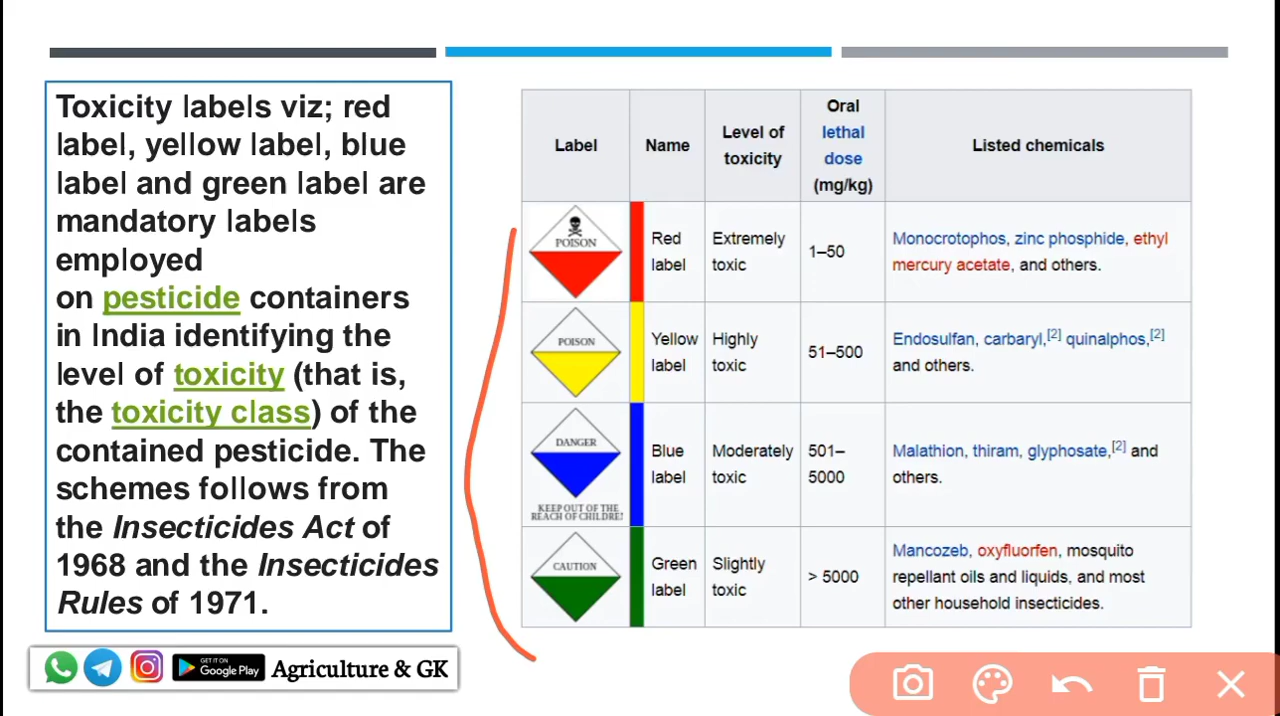 Toxicity labels viz; red
label, yellow label, blue
label and green label are
mandatory labels
employed
on pesticide containers
in India identifying the
level of toxicity (that is,
the toxicity class) of the
contained pesticide. The
schemes follows from
the Insecticides Act of
1968 and the Insecticides
Rules of 1971.
Label
Name
Level of
toxicity
Oral
lethal
dose
(mg/kg)
Listed chemicals
POISON
Red
label
Extremely
toxic
1–50
Monocrotophos, zinc phosphide, ethyl
mercury acetate, and others.
POISON
Yellow
label
Highly
toxic
51–500
Endosulfan, carbaryl,[2] quinalphos,[2]
and others.
DANGER
KEEP OUT OF THE
REACH OF CHILDRE!
Blue
label
Moderately
toxic
501–
5000
Malathion, thiram, glyphosate,[2] and
others.
CAUTION
Green
label
Slightly
toxic
> 5000
Mancozeb, oxyfluorfen, mosquito
repellant oils and liquids, and most
other household insecticides.
GET IT ON
Google Play
Agriculture & GK